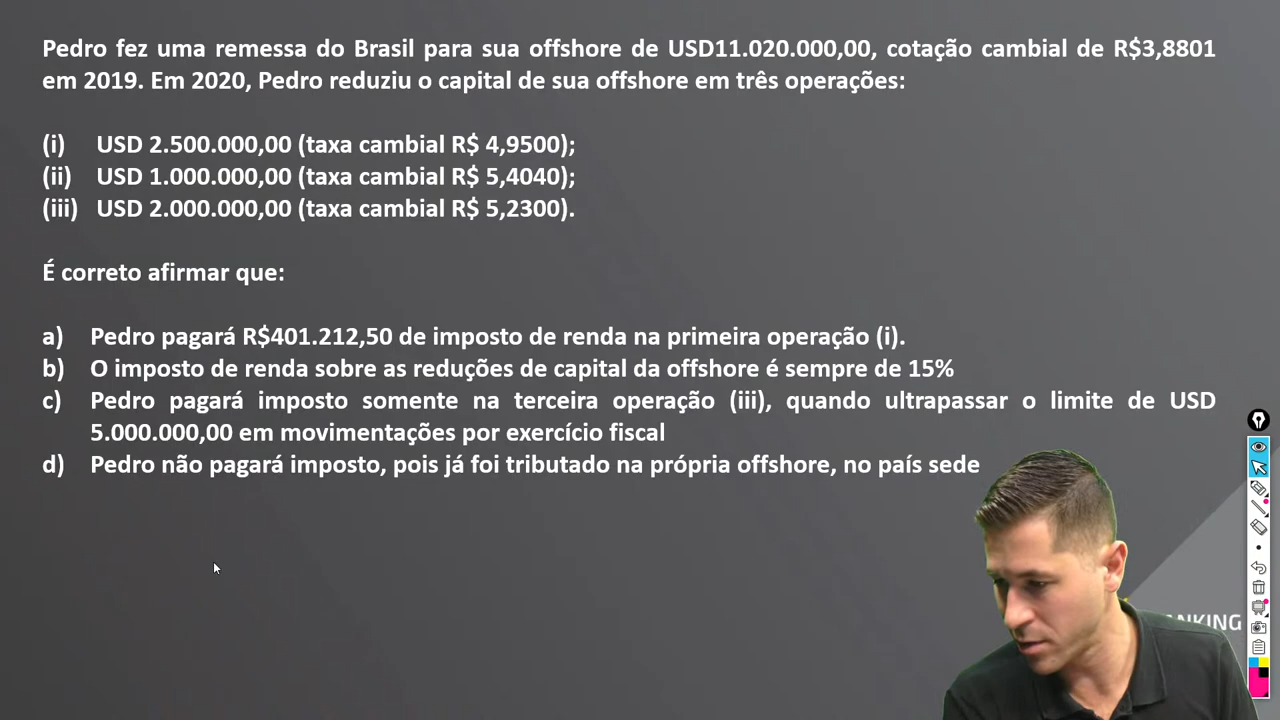 Pedro fez uma remessa do Brasil para sua offshore de USD11.020.000,00, cotação cambial de R$3,8801
em 2019. Em 2020, Pedro reduziu o capital de sua offshore em três operações:
(i) USD 2.500.000,00 (taxa cambial R$ 4,9500);
(ii) USD 1.000.000,00 (taxa cambial R$ 5,4040);
(iii) USD 2.000.000,00 (taxa cambial R$ 5,2300).
É correto afirmar que:
a) Pedro pagará R$401.212,50 de imposto de renda na primeira operação (i).
b) O imposto de renda sobre as reduções de capital da offshore é sempre de 15%
c) Pedro pagará imposto somente na terceira operação (iii), quando ultrapassar o limite de USD
5.000.000,00 em movimentações por exercício fiscal
d) Pedro não pagará imposto, pois já foi tributado na própria offshore, no país sede